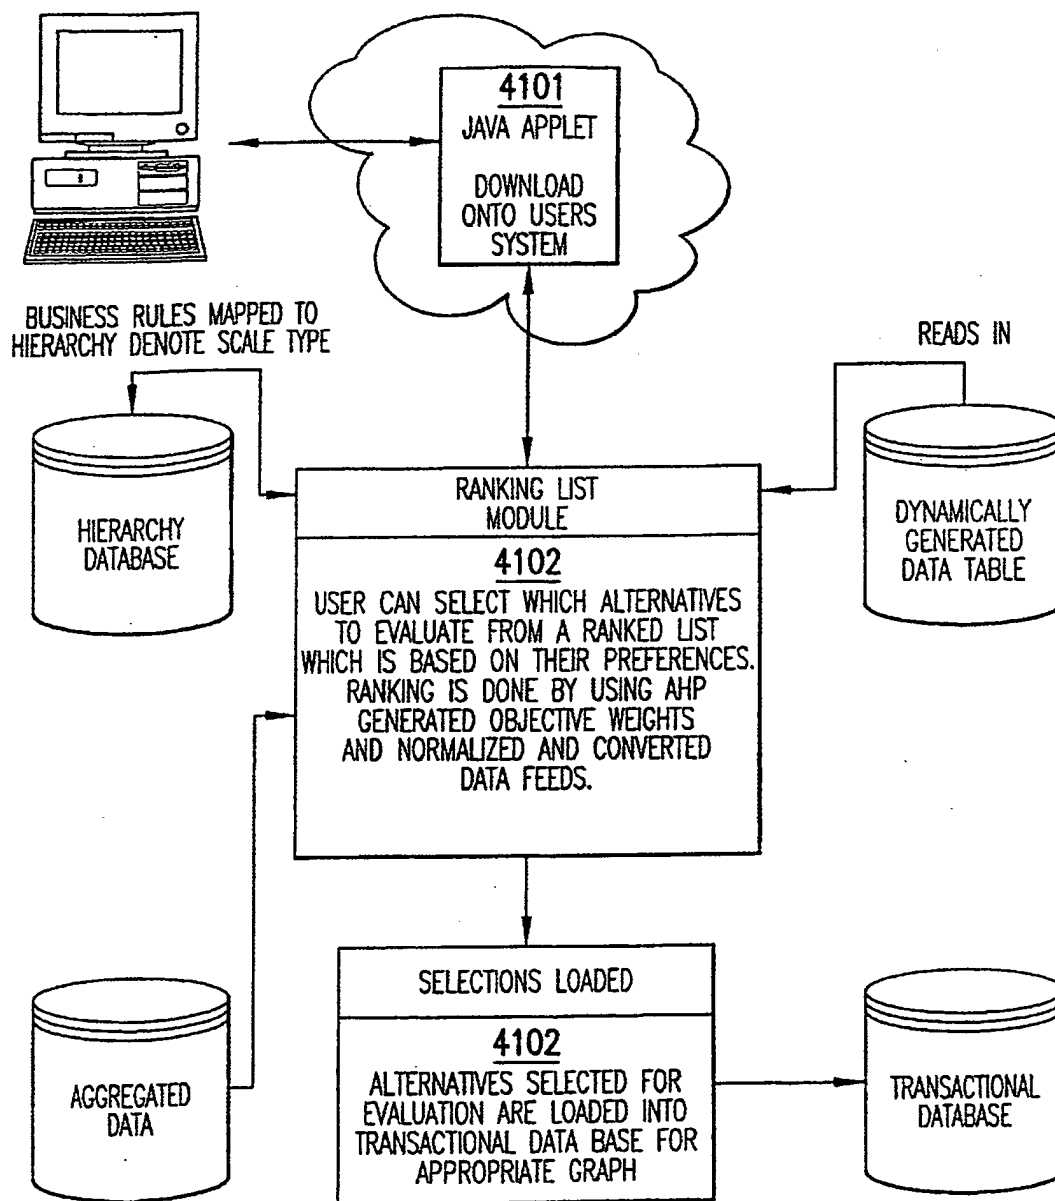 4101
JAVA APPLET
DOWNLOAD
ONTO USERS
SYSTEM
BUSINESS RULES MAPPED TO
HIERARCHY DENOTE SCALE TYPE
READS IN
HIERARCHY
DATABASE
RANKING LIST
MODULE
4102
USER CAN SELECT WHICH ALTERNATIVES
TO EVALUATE FROM A RANKED LIST
WHICH IS BASED ON THEIR PREFERENCES.
RANKING IS DONE BY USING AHP
GENERATED OBJECTIVE WEIGHTS
AND NORMALIZED AND CONVERTED
DATA FEEDS.
DYNAMICALLY
GENERATED
DATA TABLE
AGGREGATED
DATA
SELECTIONS LOADED
4102
ALTERNATIVES SELECTED FOR
EVALUATION ARE LOADED INTO
TRANSACTIONAL DATA BASE FOR
APPROPRIATE GRAPH
TRANSACTIONAL
DATABASE